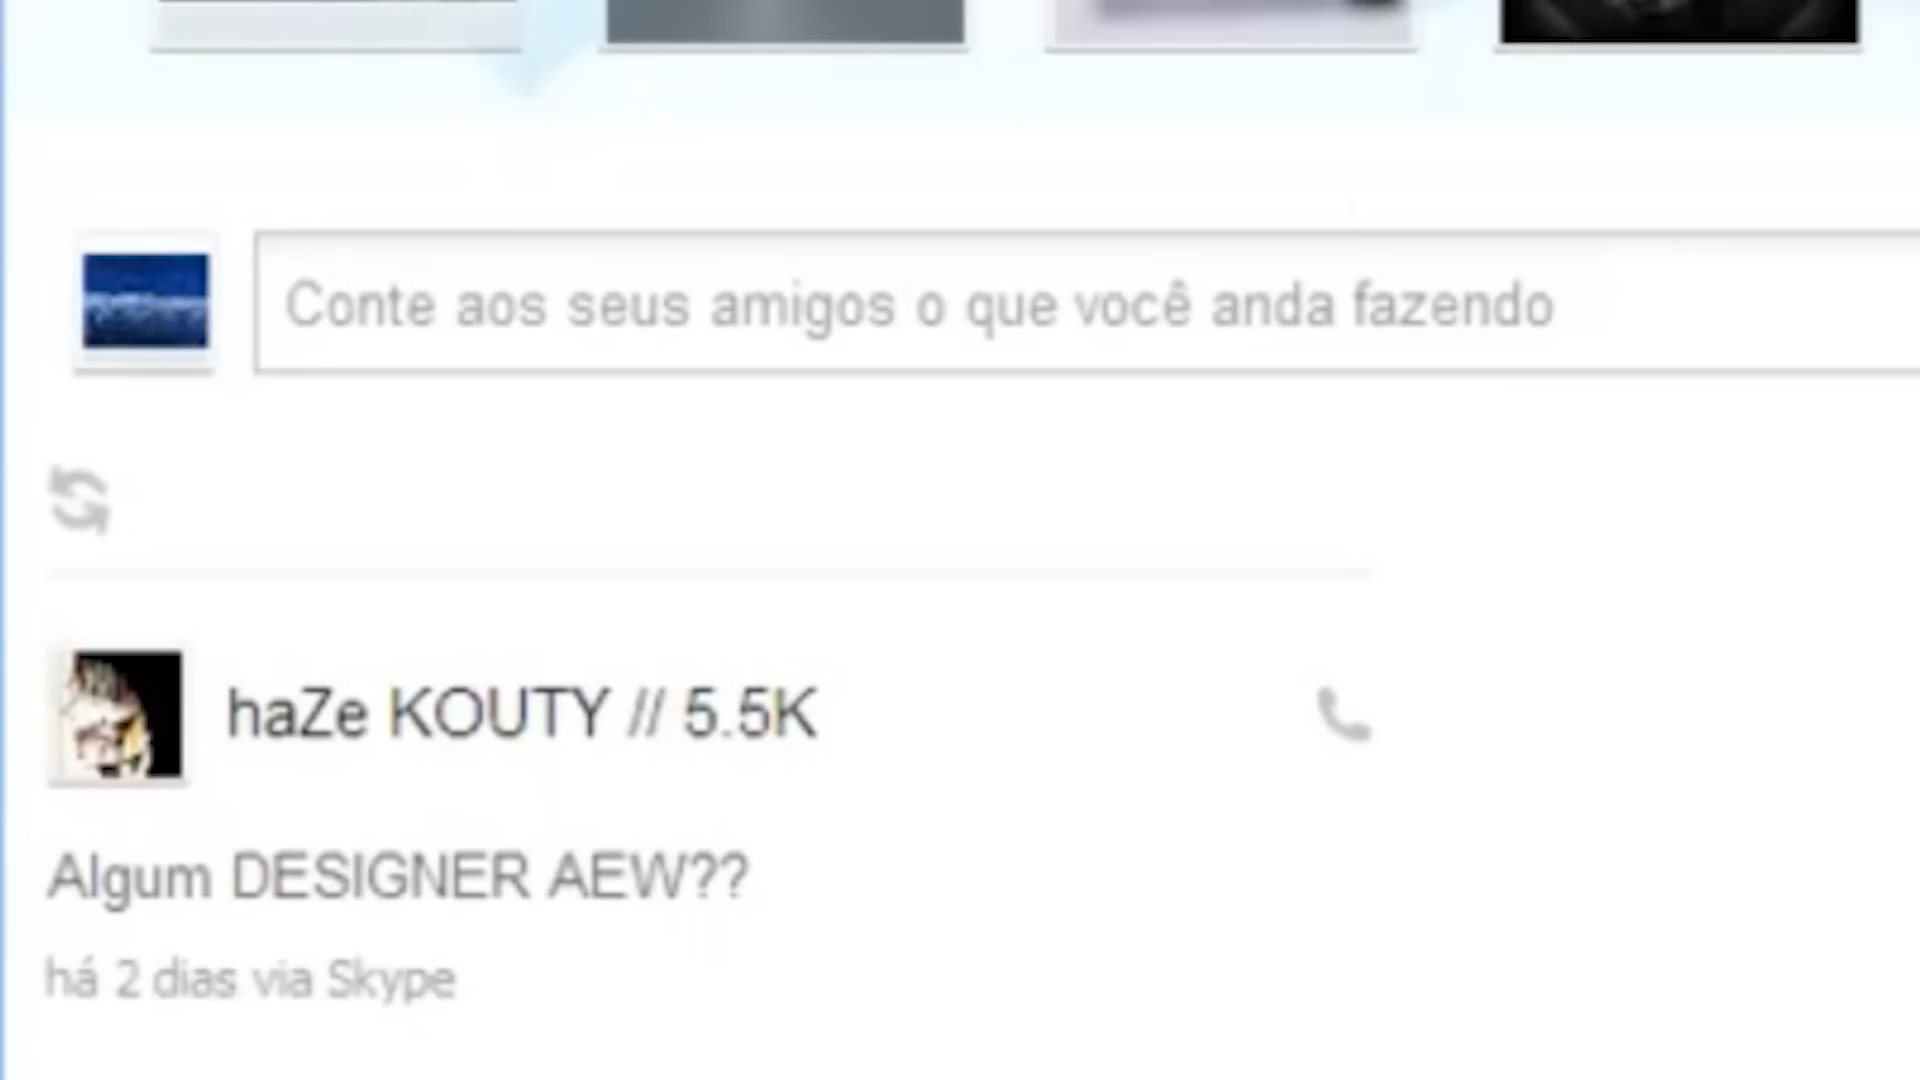 Conte aos seus amigos o que você anda fazendo
haZe KOUTY // 5.5K
Algum DESIGNER AEW??
há 2 dias via Skype